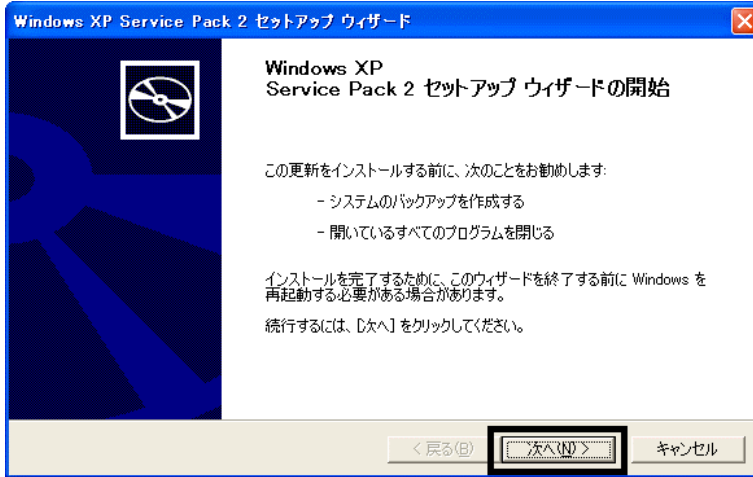 Windows XP Service Pack 2 セットアップ ウィザード
Windows XP
Service Pack 2 セットアップ ウィザードの開始
この更新をインストールする前に、次のことをお勧めします:
- システムのバックアップを作成する
- 開いているすべてのプログラムを閉じる
インストールを完了するために、このウィザードを終了する前に Windows を
再起動する必要がある場合があります。
続行するには、[次へ] をクリックしてください。
< 戻る(B)
次へ(N) >
キャンセル